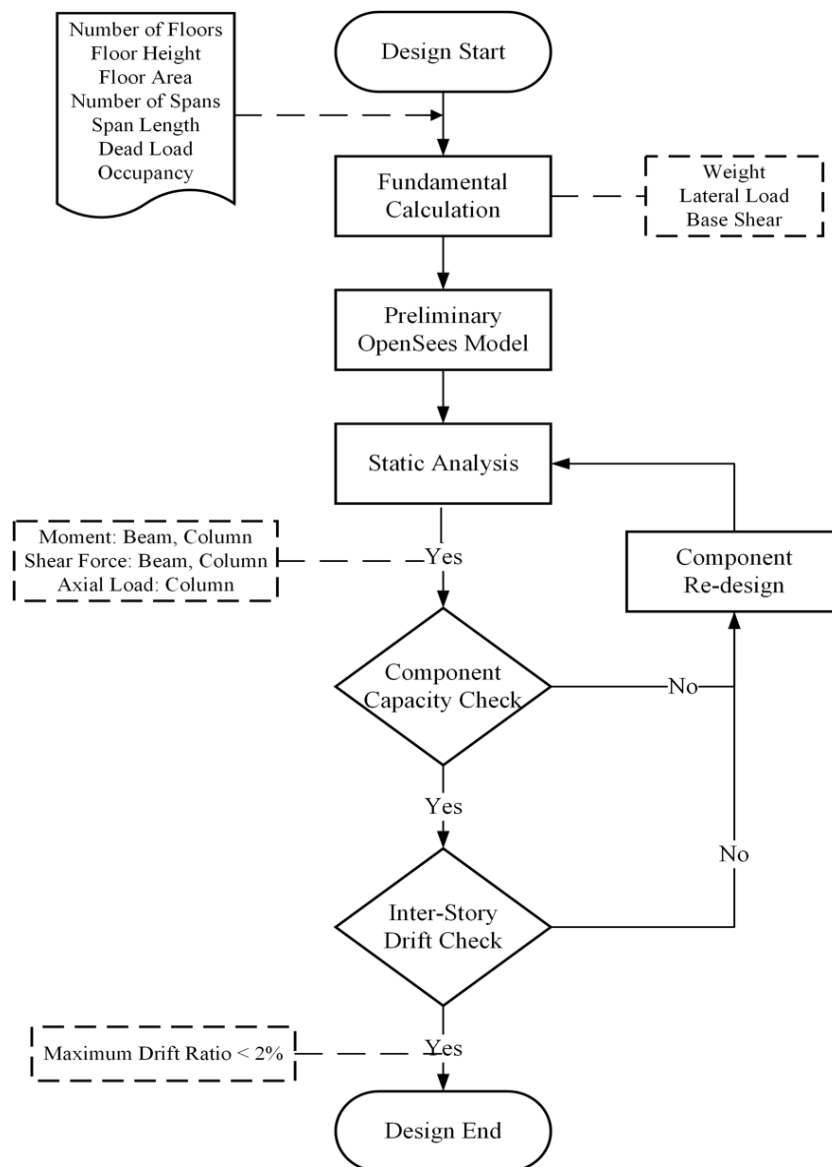 Number of Floors
Floor Height
Floor Area
Number of Spans
Span Length
Dead Load
Occupancy
Design Start
Fundamental
Calculation
Weight
Lateral Load
Base Shear
Preliminary
OpenSees Model
Static Analysis
Moment: Beam, Column
Shear Force: Beam, Column
Axial Load: Column
Yes
Component
Re-design
Component
Capacity Check
No
Yes
No
Inter-Story
Drift Check
Maximum Drift Ratio < 2%
Yes
Design End